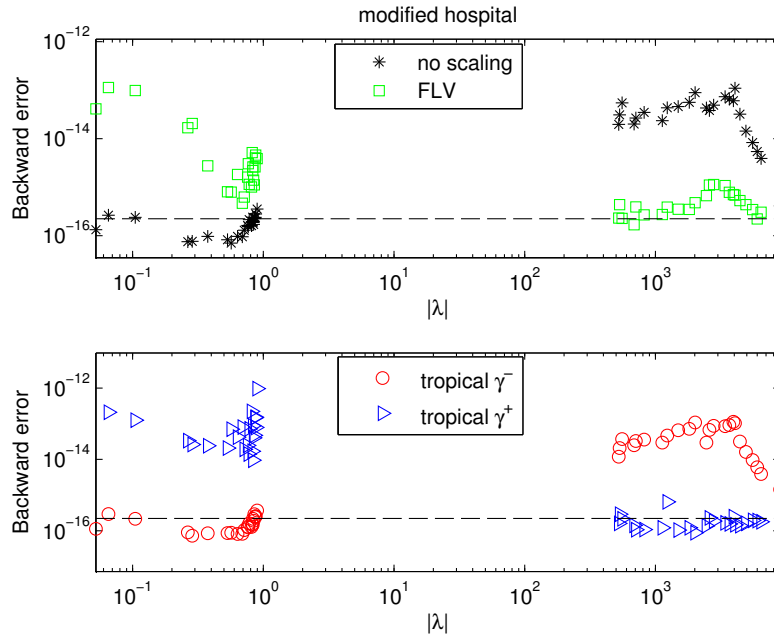 modified hospital
10^-12
10^-14
10^-16
Backward error
no scaling
FLV
10^-1 10^0 10^1 10^2 10^3
|λ|
10^-12
10^-14
10^-16
Backward error
tropical γ^-
tropical γ^+
10^-1 10^0 10^1 10^2 10^3
|λ|